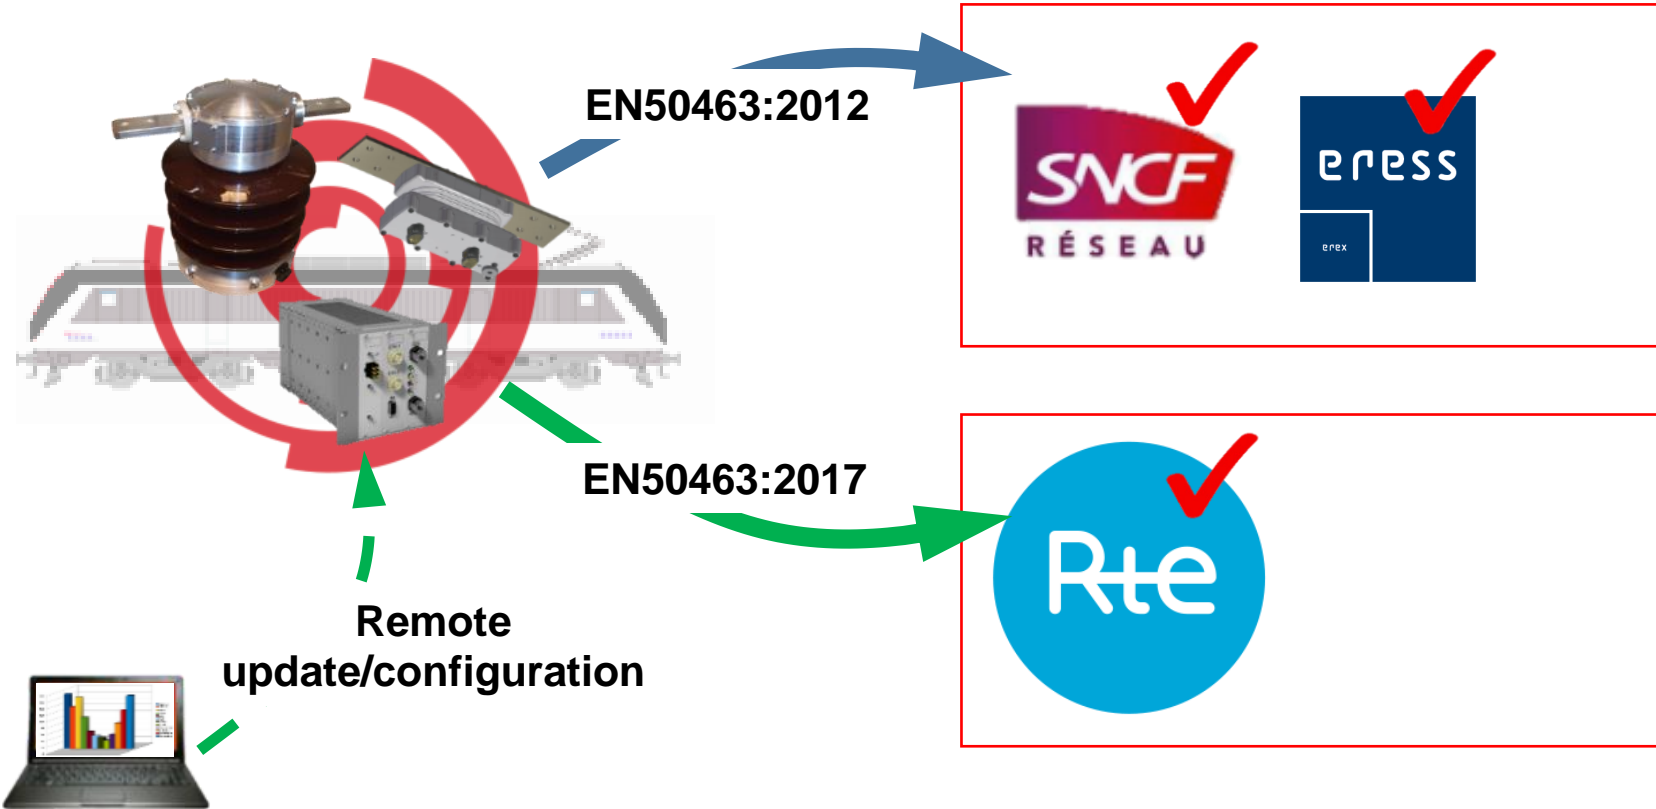 EN50463:2012
SNCF
RÉSEAU
eress
erex
EN50463:2017
Rte
Remote
update/configuration